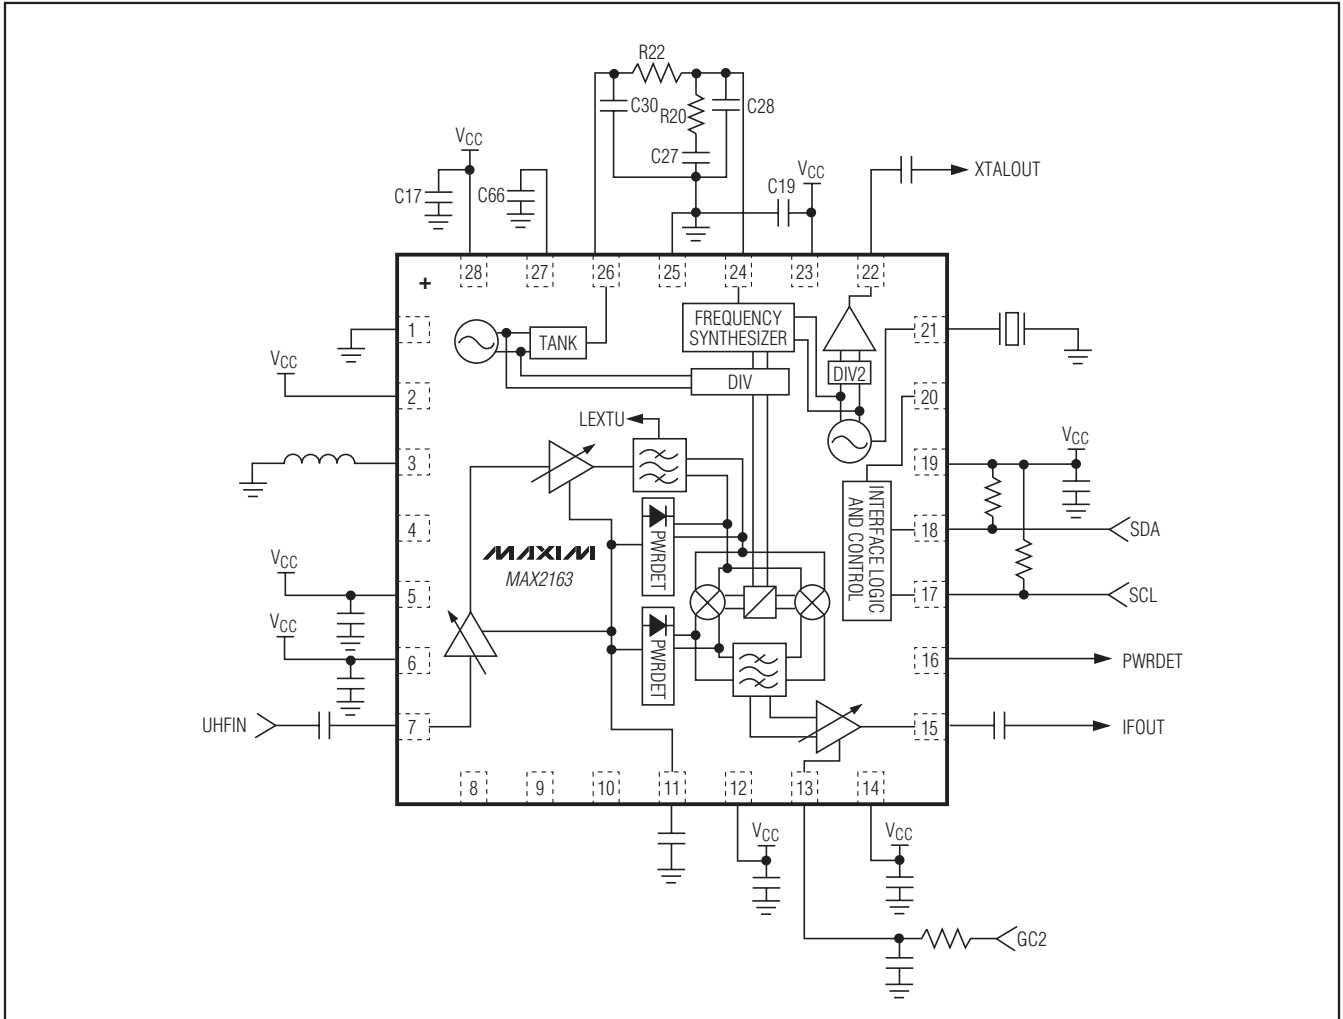 R22
C30
R20
C28
C27
VCC
C17
C66
C19
VCC
XTALOUT
28
27
26
25
24
23
22
+
1
2
3
4
5
6
7
VCC
VCC
VCC
UHFIN
TANK
FREQUENCY
SYNTHESIZER
DIV
DIV2
LEXTU
PWRDET
PWRDET
MAXIM
MAX2163
INTERFACE LOGIC
AND CONTROL
21
20
19
18
17
16
15
VCC
SDA
SCL
PWRDET
IFOUT
8
9
10
11
12
13
14
VCC
VCC
GC2